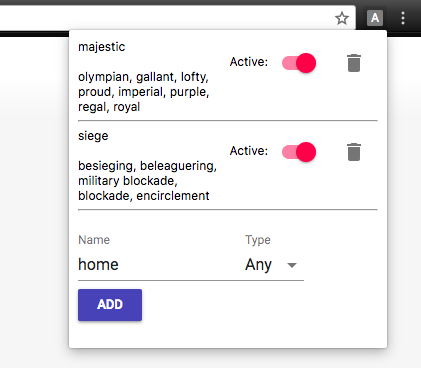 A
majestic
Active:
olympian, gallant, lofty,
proud, imperial, purple,
regal, royal
siege
Active:
besieging, beleaguering,
military blockade,
blockade, encirclement
Name
Type
home
Any
ADD